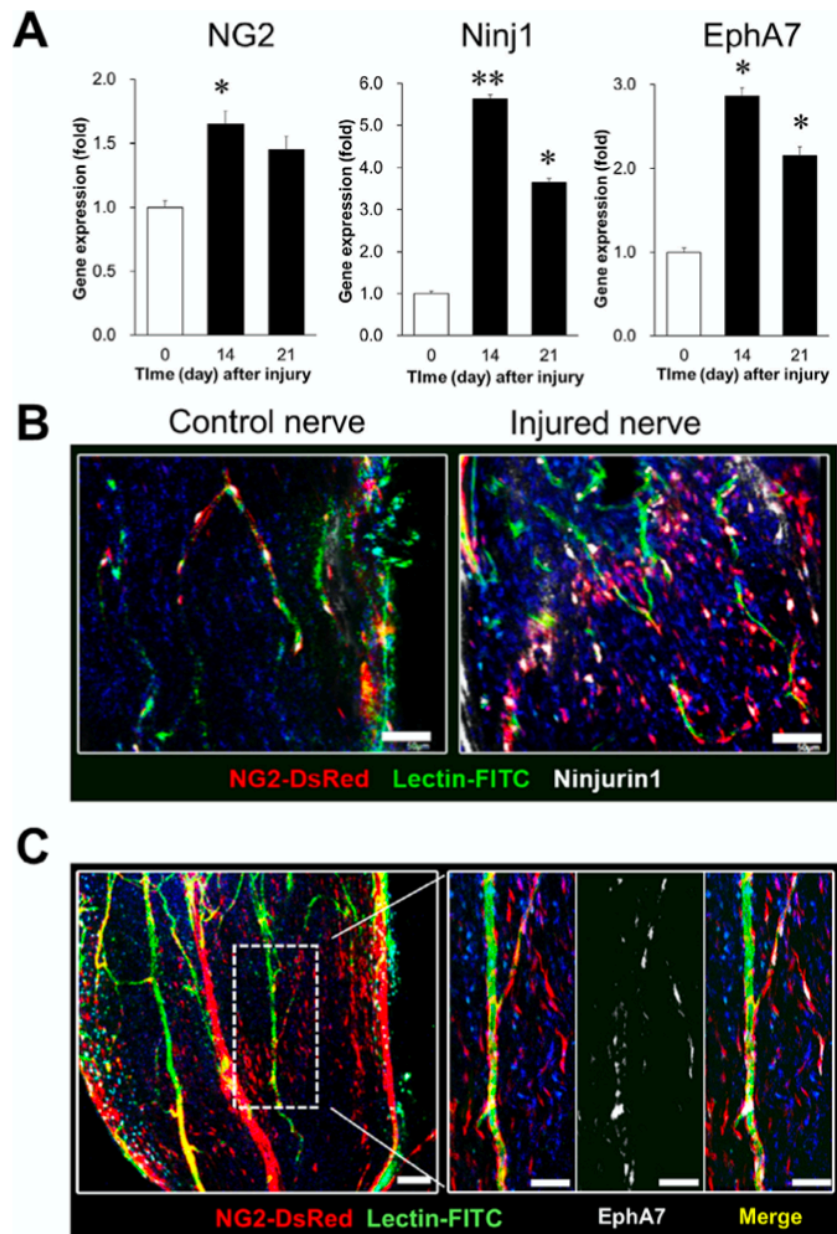 A
NG2 Ninj1 EphA7
Gene expression (fold)
2.0
1.5
1.0
0.5
0.0
*
0 14 21
TIme (day) after injury
Gene expression (fold)
6.0
5.0
4.0
3.0
2.0
1.0
0.0
**
*
0 14 21
TIme (day) after injury
Gene expression (fold)
3.0
2.0
1.0
0.0
*
*
0 14 21
TIme (day) after injury
B
Control nerve Injured nerve
50μm 50μm
NG2-DsRed Lectin-FITC Ninjurin1
C
NG2-DsRed Lectin-FITC EphA7 Merge